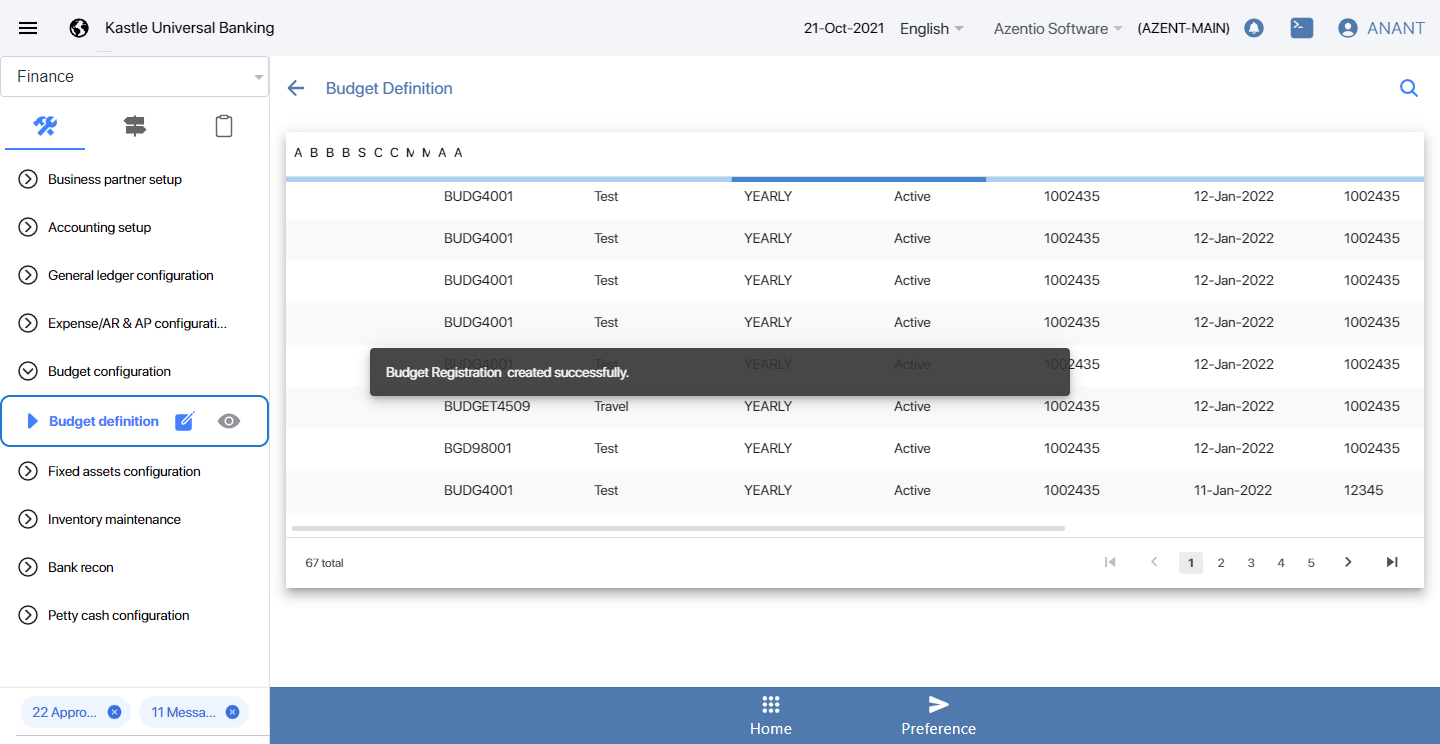 Kastle Universal Banking
21-Oct-2021 English Azentio Software (AZENT-MAIN) ANANT
Finance
Business partner setup
Accounting setup
General ledger configuration
Expense/AR & AP configurati...
Budget configuration
Budget definition
Fixed assets configuration
Inventory maintenance
Bank recon
Petty cash configuration
22 Appro... 11 Messa...
Budget Definition
A B B B S C C M M A A
BUDG4001 Test YEARLY Active 1002435 12-Jan-2022 1002435
BUDG4001 Test YEARLY Active 1002435 12-Jan-2022 1002435
BUDG4001 Test YEARLY Active 1002435 12-Jan-2022 1002435
BUDG4001 Test YEARLY Active 1002435 12-Jan-2022 1002435
BUDG4001 Test YEARLY Active 1002435 12-Jan-2022 1002435
Budget Registration created successfully.
BUDGET4509 Travel YEARLY Active 1002435 12-Jan-2022 1002435
BGD98001 Test YEARLY Active 1002435 12-Jan-2022 1002435
BUDG4001 Test YEARLY Active 1002435 11-Jan-2022 12345
67 total 1 2 3 4 5
Home Preference